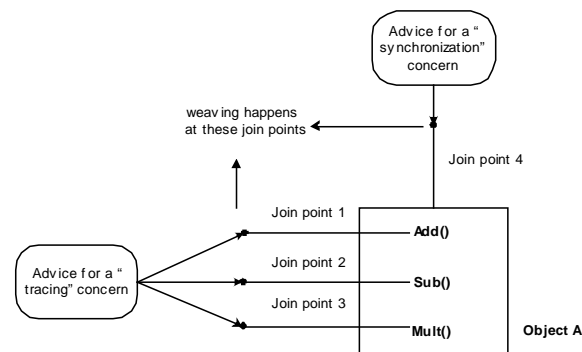 Advice for a “
synchronization”
concern
weaving happens
at these join points
Join point 4
Join point 1
Add()
Join point 2
Advice for a “
tracing” concern
Sub()
Join point 3
Mult()
Object A